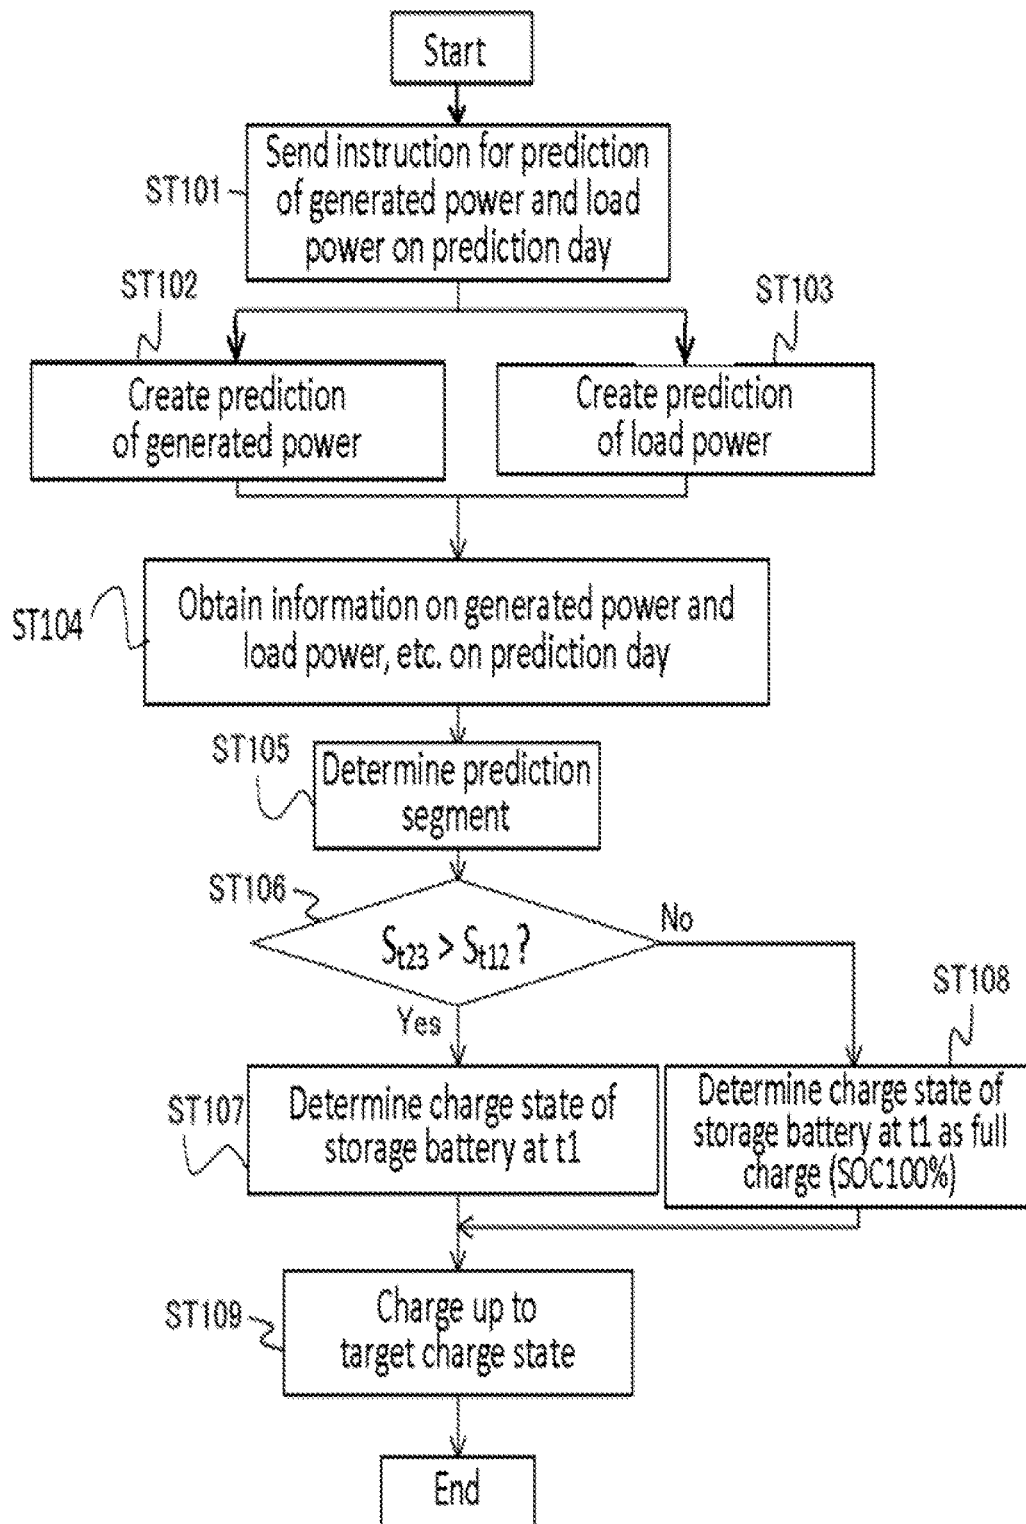 Start
ST101
Send instruction for prediction
of generated power and load
power on prediction day
ST102
ST103
Create prediction
of generated power
Create prediction
of load power
ST104
Obtain information on generated power and
load power, etc. on prediction day
ST105
Determine prediction
segment
ST106
St23 > St12 ?
No
Yes
ST108
ST107
Determine charge state of
storage battery at t1
Determine charge state of
storage battery at t1 as full
charge (SOC100%)
ST109
Charge up to
target charge state
End